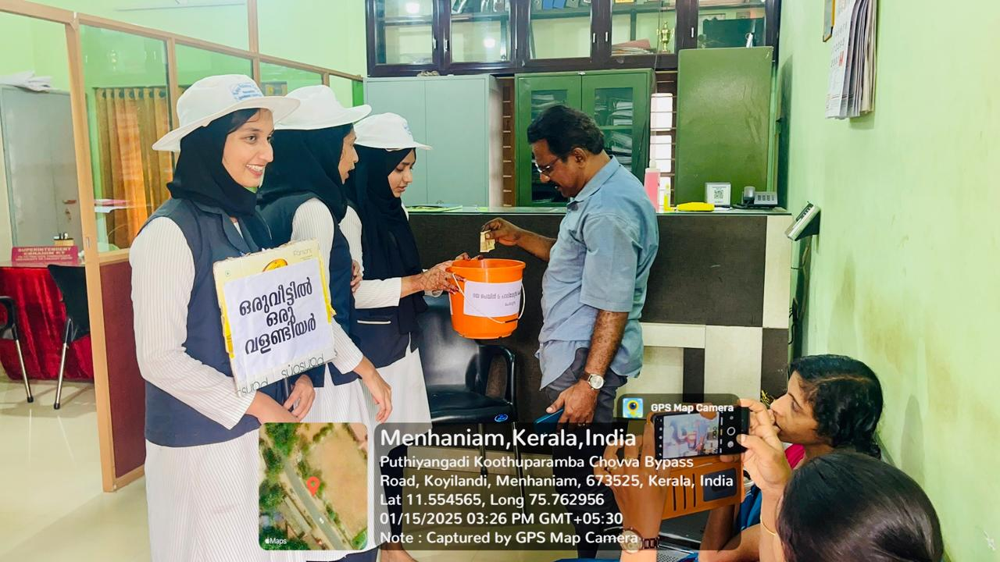 ഒരുവീട്ടിൽ
ഒരു
വളണ്ടിയർ
Parisons
SUPERINTENDENT
EBRAHIM KT
GPS Map Camera
Menhaniam,Kerala,India
Puthiyangadi Koothuparamba Chovva Bypass
Road, Koyilandi, Menhaniam, 673525, Kerala, India
Lat 11.554565, Long 75.762956
01/15/2025 03:26 PM GMT+05:30
Note : Captured by GPS Map Camera
Maps